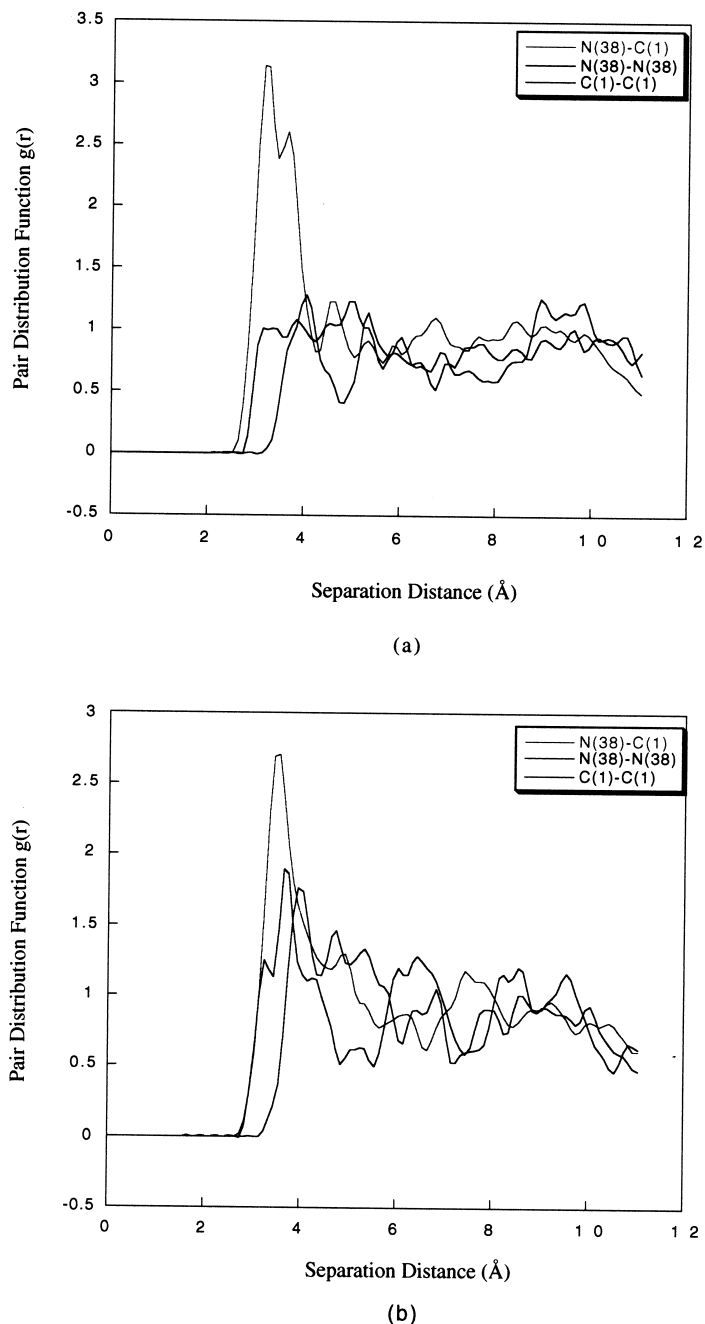 3.5
3
2.5
2
1.5
1
0.5
0
-0.5
Pair Distribution Function g(r)
N(38)-C(1)
N(38)-N(38)
C(1)-C(1)
0 2 4 6 8 1 0 1 2
Separation Distance (Å)
(a)
3
2.5
2
1.5
1
0.5
0
-0.5
Pair Distribution Function g(r)
N(38)-C(1)
N(38)-N(38)
C(1)-C(1)
0 2 4 6 8 1 0 1 2
Separation Distance (Å)
(b)